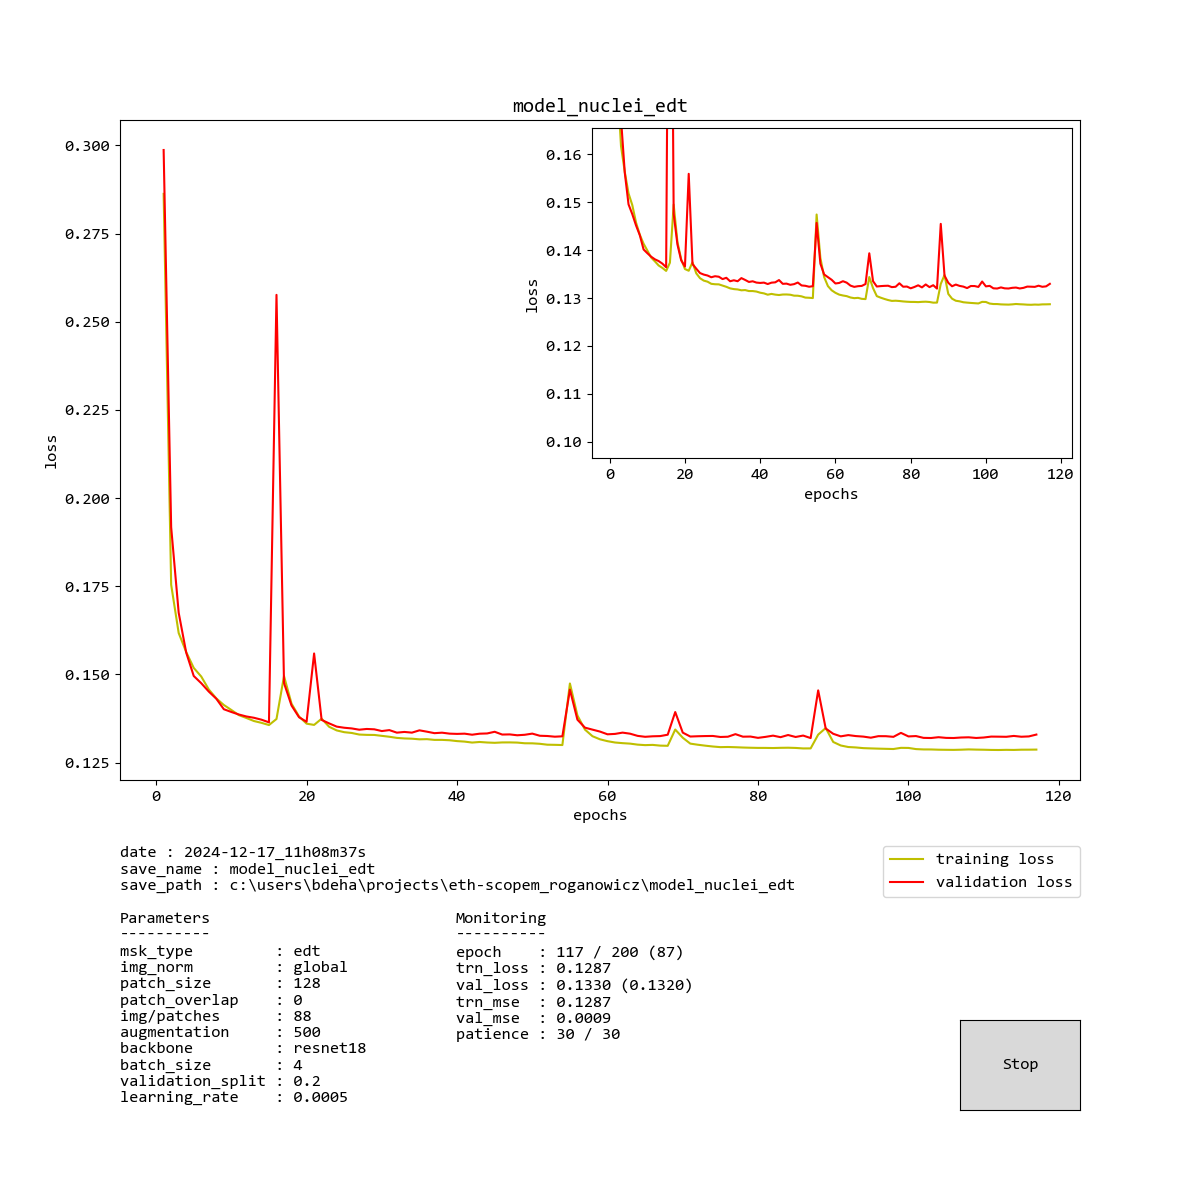 model_nuclei_edt
0.300
0.275
0.250
0.225
0.200
0.175
0.150
0.125
loss
0 20 40 60 80 100 120
epochs
0.16
0.15
0.14
0.13
0.12
0.11
0.10
loss
0 20 40 60 80 100 120
epochs
training loss
validation loss
date : 2024-12-17_11h08m37s
save_name : model_nuclei_edt
save_path : c:\users\bdeha\projects\eth-scopem_roganowicz\model_nuclei_edt
Parameters
----------
msk_type : edt
img_norm : global
patch_size : 128
patch_overlap : 0
img/patches : 88
augmentation : 500
backbone : resnet18
batch_size : 4
validation_split : 0.2
learning_rate : 0.0005
Monitoring
----------
epoch : 117 / 200 (87)
trn_loss : 0.1287
val_loss : 0.1330 (0.1320)
trn_mse : 0.1287
val_mse : 0.0009
patience : 30 / 30
Stop